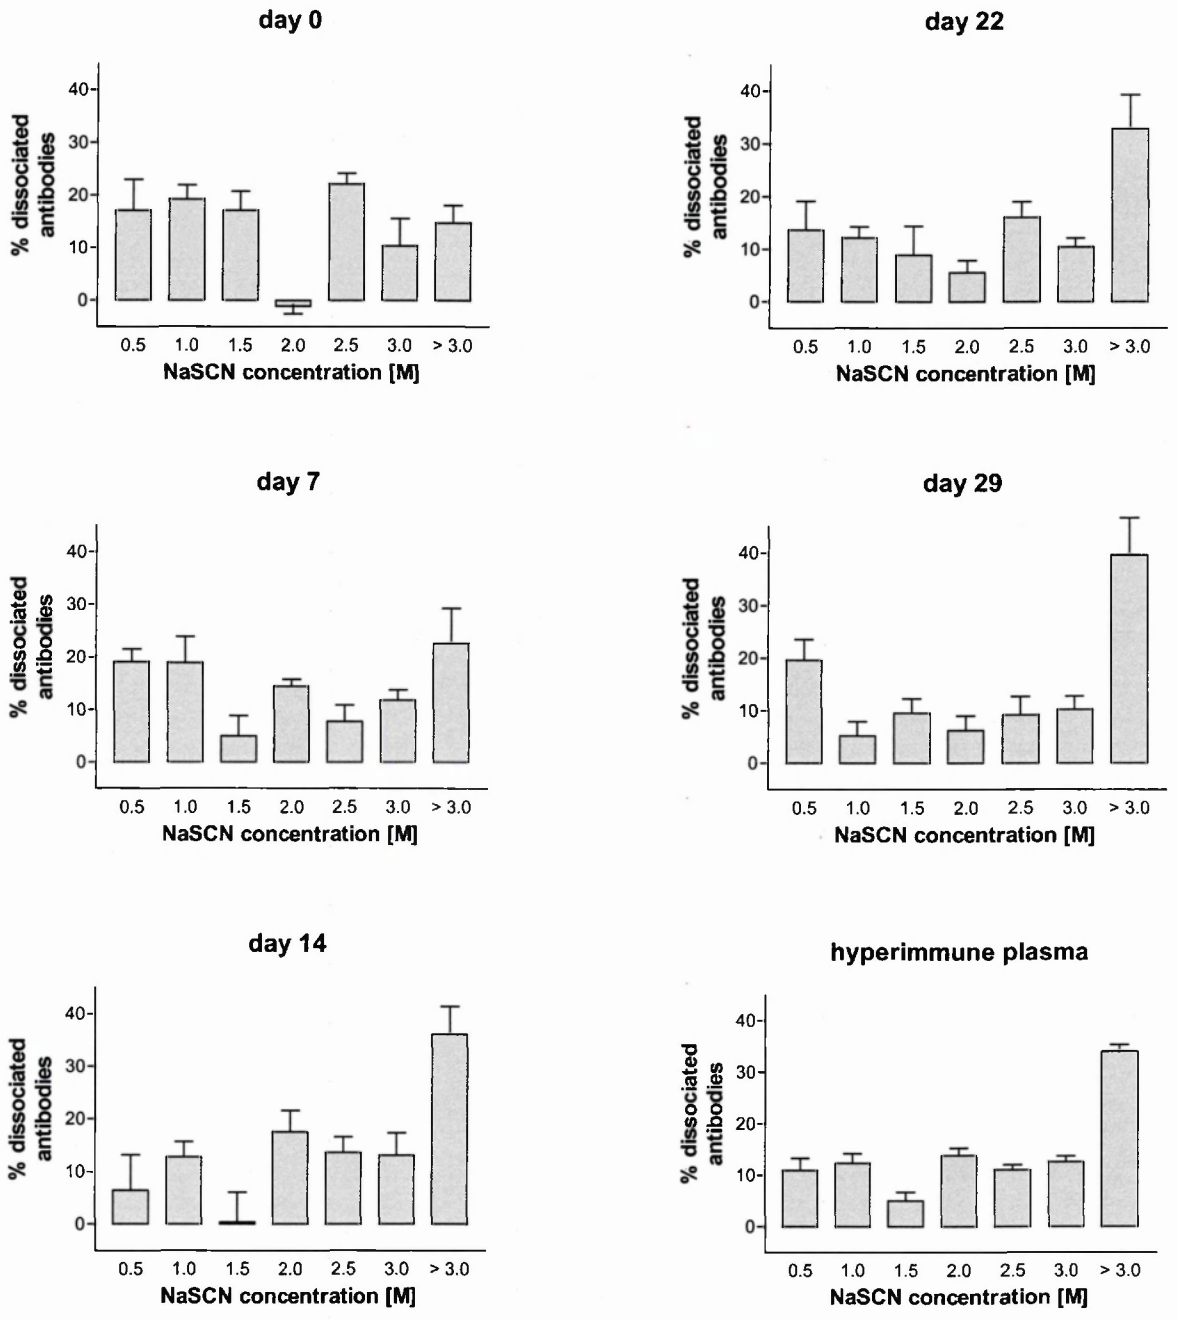 day 0
% dissociated
antibodies
40
30
20
10
0
0.5 1.0 1.5 2.0 2.5 3.0 > 3.0
NaSCN concentration [M]
day 22
% dissociated
antibodies
40
30
20
10
0
0.5 1.0 1.5 2.0 2.5 3.0 > 3.0
NaSCN concentration [M]
day 7
% dissociated
antibodies
40
30
20
10
0
0.5 1.0 1.5 2.0 2.5 3.0 > 3.0
NaSCN concentration [M]
day 29
% dissociated
antibodies
40
30
20
10
0
0.5 1.0 1.5 2.0 2.5 3.0 > 3.0
NaSCN concentration [M]
day 14
% dissociated
antibodies
40
30
20
10
0
0.5 1.0 1.5 2.0 2.5 3.0 > 3.0
NaSCN concentration [M]
hyperimmune plasma
% dissociated
antibodies
40
30
20
10
0
0.5 1.0 1.5 2.0 2.5 3.0 > 3.0
NaSCN concentration [M]